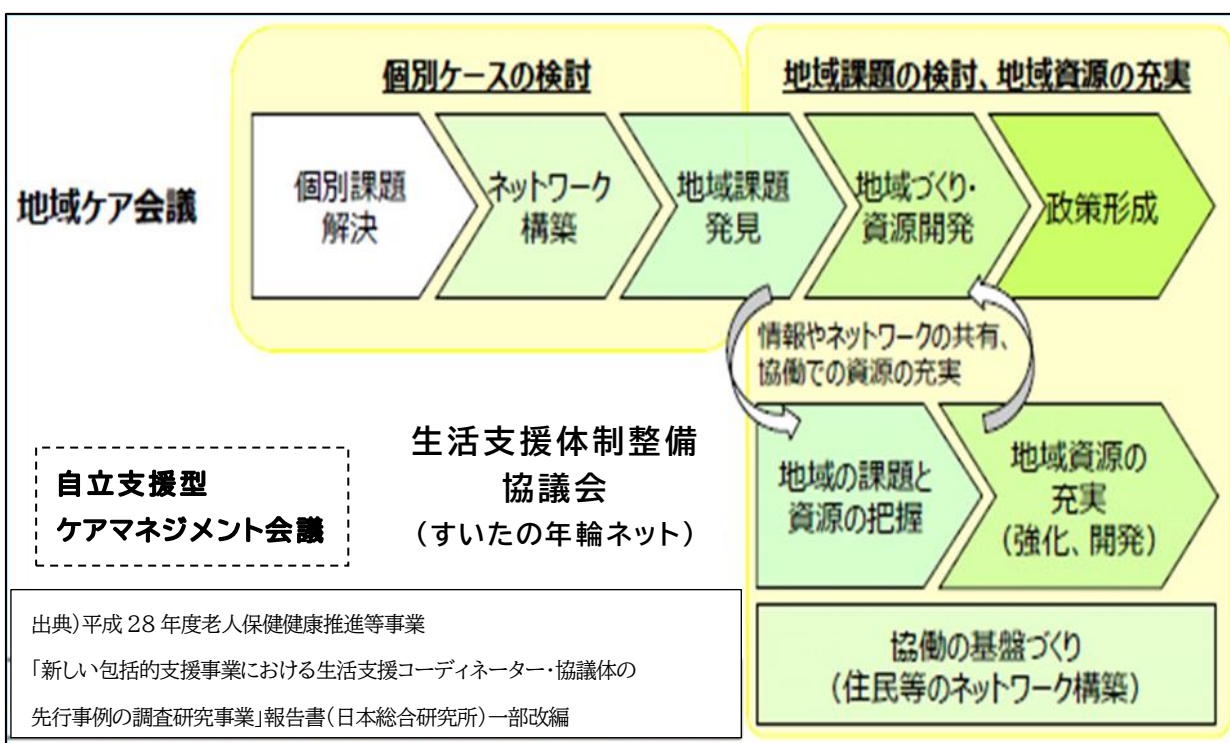 個別ケースの検討
地域課題の検討、地域資源の充実
地域ケア会議
個別課題
解決
ネットワーク
構築
地域課題
発見
地域づくり・
資源開発
政策形成
情報やネットワークの共有、
協働での資源の充実
自立支援型
ケアマネジメント会議
生活支援体制整備
協議会
(すいたの年輪ネット)
地域の課題と
資源の把握
地域資源の
充実
(強化、開発)
協働の基盤づくり
(住民等のネットワーク構築)
出典)平成28年度老人保健健康推進等事業
「新しい包括的支援事業における生活支援コーディネーター・協議体の
先行事例の調査研究事業」報告書(日本総合研究所)一部改編